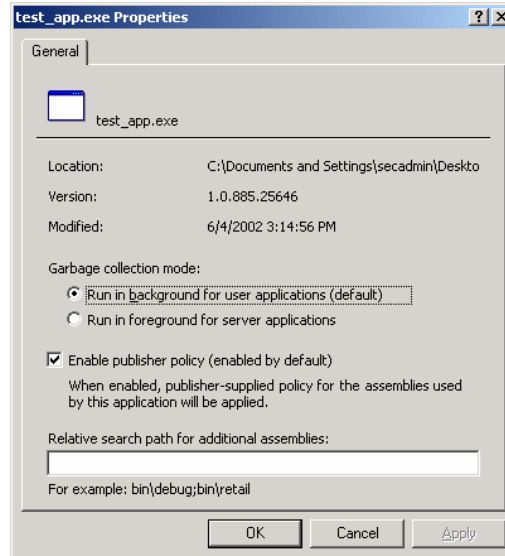 test_app.exe Properties
General
test_app.exe
Location: C:\Documents and Settings\secadmin\Deskto
Version: 1.0.885.25646
Modified: 6/4/2002 3:14:56 PM
Garbage collection mode:
Run in background for user applications (default)
Run in foreground for server applications
Enable publisher policy (enabled by default)
When enabled, publisher-supplied policy for the assemblies used
by this application will be applied.
Relative search path for additional assemblies:
For example: bin\debug;bin\retail
OK Cancel Apply